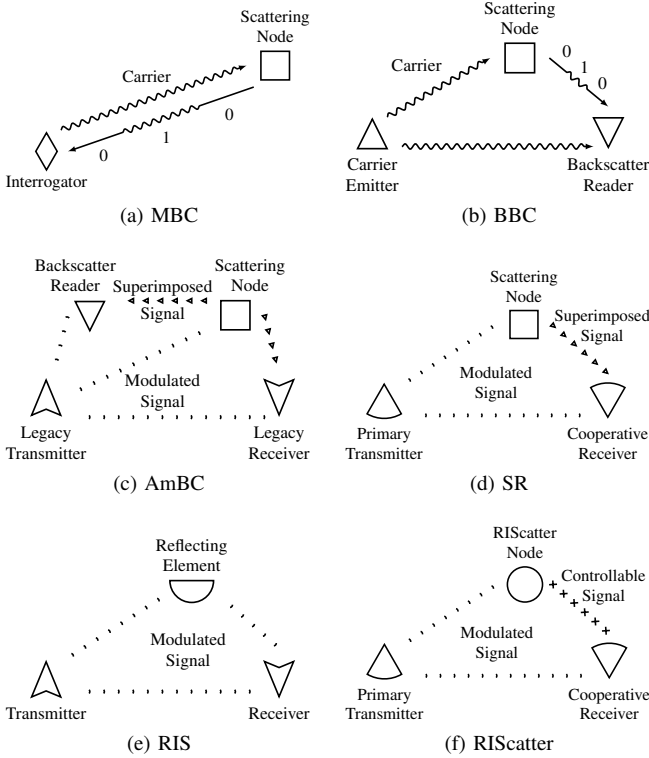 Scattering
Node
Carrier
0
1
0
Interrogator
(a) MBC
Scattering
Node
Carrier
0
1
0
Carrier
Emitter
Backscatter
Reader
(b) BBC
Backscatter
Reader
Superimposed
Signal
Scattering
Node
Modulated
Signal
Legacy
Transmitter
Legacy
Receiver
(c) AmBC
Scattering
Node
Superimposed
Signal
Modulated
Signal
Primary
Transmitter
Cooperative
Receiver
(d) SR
Reflecting
Element
Modulated
Signal
Transmitter
Receiver
(e) RIS
RIScatter
Node
Controllable
Signal
Modulated
Signal
Primary
Transmitter
Cooperative
Receiver
(f) RIScatter